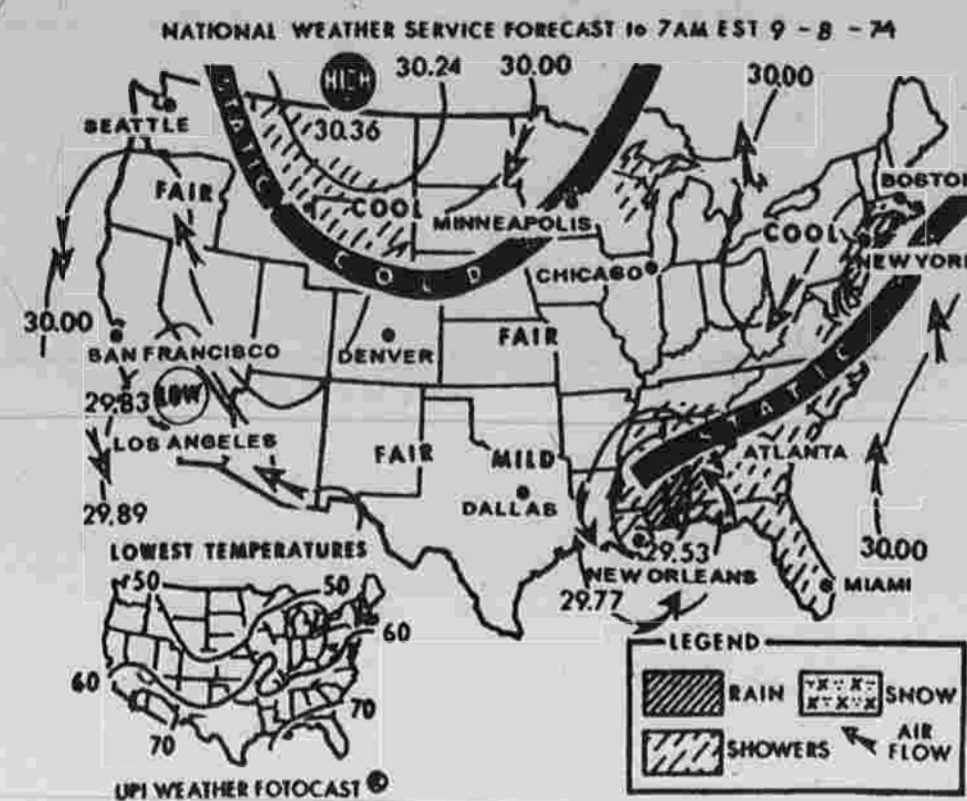 NATIONAL WEATHER SERVICE FORECAST to 7AM EST 9 - 8 - 74
HIGH
30.24
30.00
30.00
SEATTLE
STATIC
30.36
FAIR
COOL
MINNEAPOLIS
BOSTON
COOL
NEW YORK
COLD
CHICAGO
30.00
SAN FRANCISCO
DENVER
FAIR
STATIC
29.83
LOW
LOS ANGELES
FAIR
MILD
ATLANTA
DALLAS
29.89
29.53
30.00
NEW ORLEANS
MIAMI
29.77
LOWEST TEMPERATURES
50
50
60
60
70
70
UPI WEATHER FOTOCAST ©
LEGEND
RAIN
SNOW
SHOWERS
AIR
FLOW